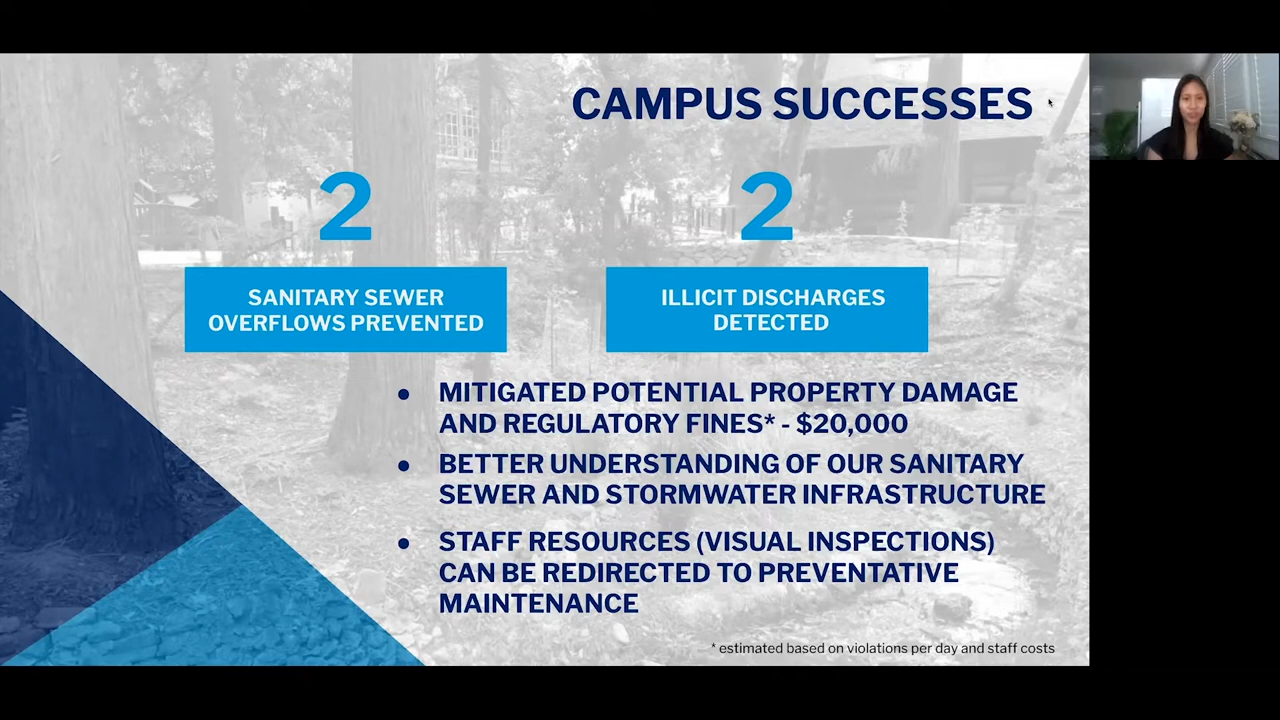 CAMPUS SUCCESSES
2
SANITARY SEWER
OVERFLOWS PREVENTED
2
ILLICIT DISCHARGES
DETECTED
● MITIGATED POTENTIAL PROPERTY DAMAGE
AND REGULATORY FINES* - $20,000
● BETTER UNDERSTANDING OF OUR SANITARY
SEWER AND STORMWATER INFRASTRUCTURE
● STAFF RESOURCES (VISUAL INSPECTIONS)
CAN BE REDIRECTED TO PREVENTATIVE
MAINTENANCE
* estimated based on violations per day and staff costs